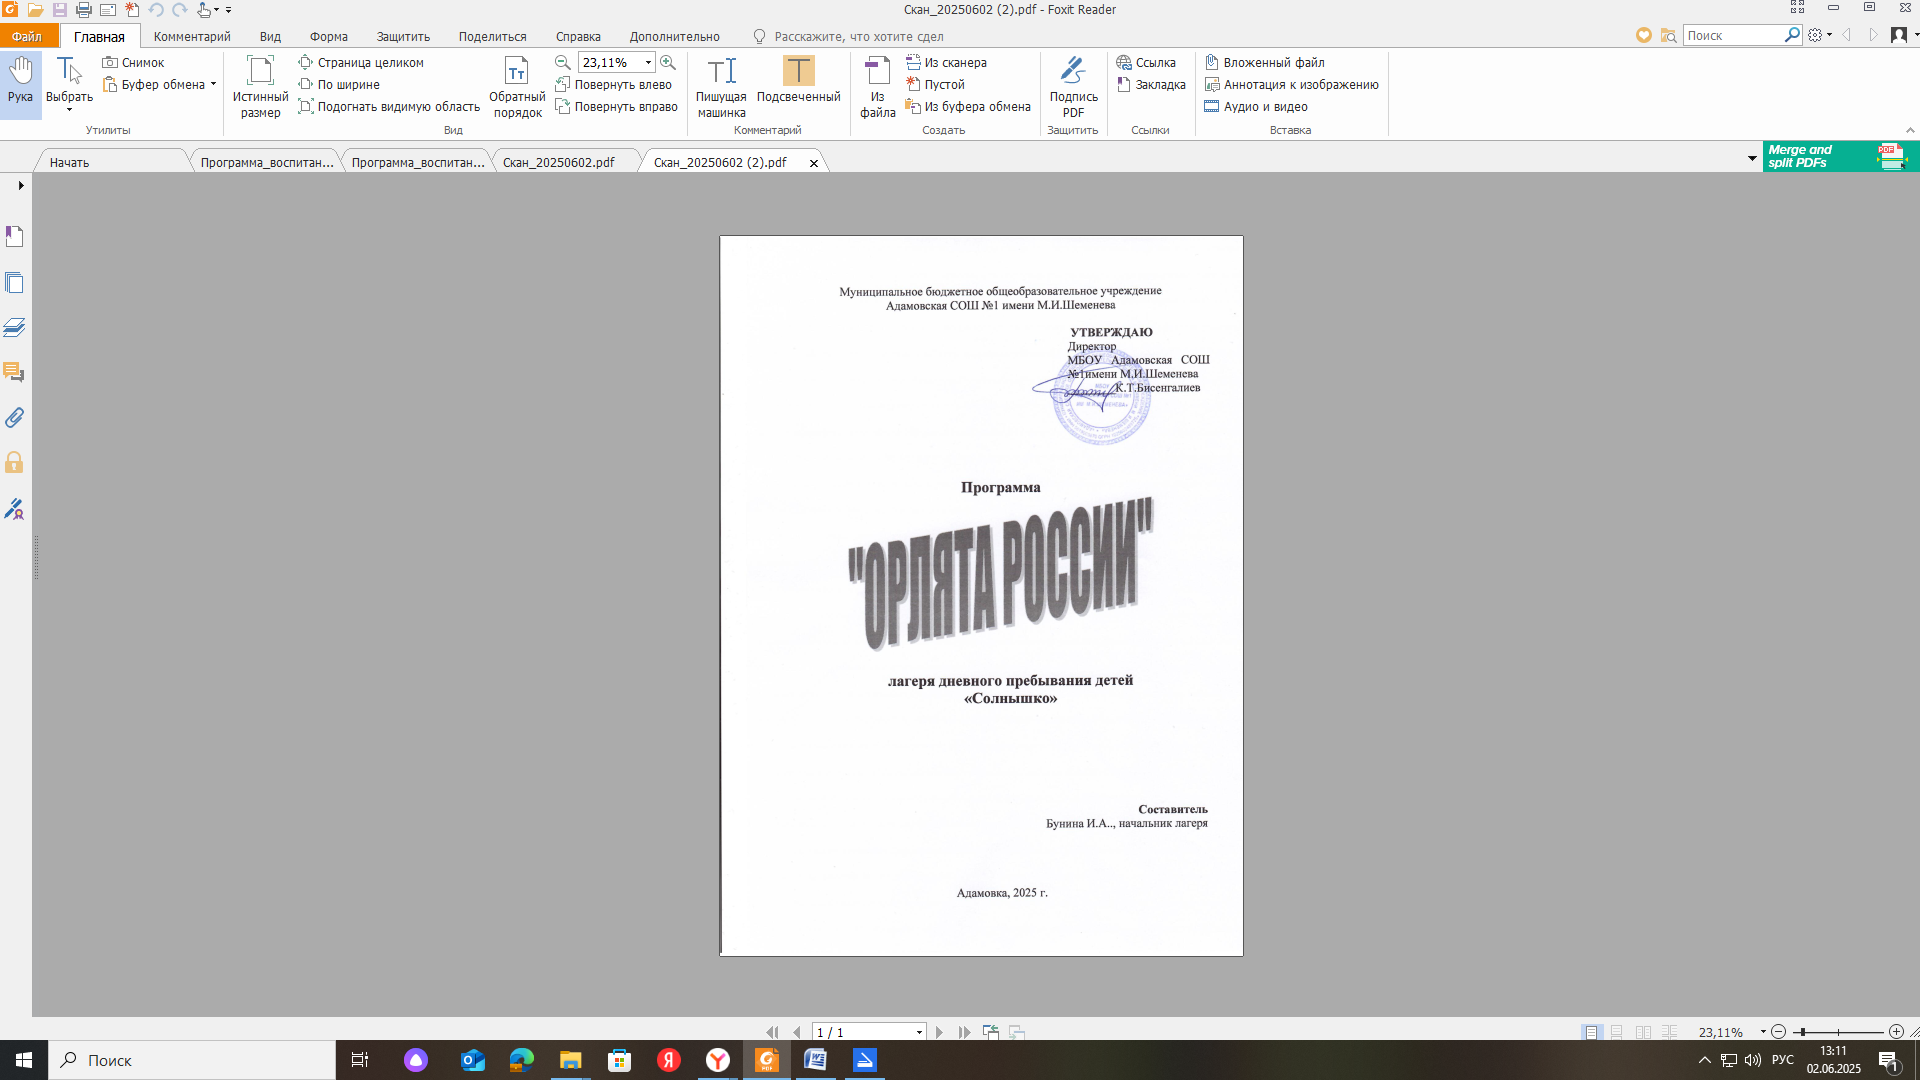 Скан_20250602 (2).pdf - Foxit Reader
Файл Главная Комментарий Вид Форма Защитить Поделиться Справка Дополнительно Расскажите, что хотите сдел Поиск
Рука
Выбрать
Снимок
Буфер обмена
Утилиты
Истинный размер
Страница целиком
По ширине
Подогнать видимую область
Обратный порядок
23,11%
Повернуть влево
Повернуть вправо
Вид
Пишущая машинка
Подсвеченный
Комментарий
Из файла
Из сканера
Пустой
Из буфера обмена
Создать
Подпись PDF
Защитить
Ссылка
Закладка
Ссылки
Вложенный файл
Аннотация к изображению
Аудио и видео
Вставка
Начать Программа_воспитан... Программа_воспитан... Скан_20250602.pdf Скан_20250602 (2).pdf
Merge and
split PDFs
Муниципальное бюджетное общеобразовательное учреждение
Адамовская СОШ №1 имени М.И.Шеменева
УТВЕРЖДАЮ
Директор
МБОУ Адамовская СОШ
№1имени М.И.Шеменева
К.Т.Бисенгалиев
Программа
"ОРЛЯТА РОССИИ"
лагеря дневного пребывания детей
«Солнышко»
Составитель
Бунина И.А.., начальник лагеря
Адамовка, 2025 г.
1 / 1
23,11%
Поиск
РУС
13:11
02.06.2025
1